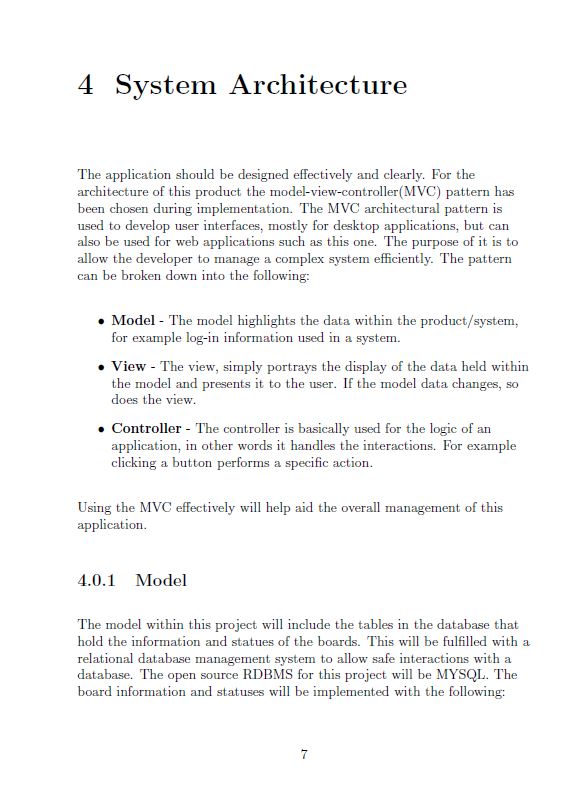 4 System Architecture
The application should be designed effectively and clearly. For the
architecture of this product the model-view-controller(MVC) pattern has
been chosen during implementation. The MVC architectural pattern is
used to develop user interfaces, mostly for desktop applications, but can
also be used for web applications such as this one. The purpose of it is to
allow the developer to manage a complex system efficiently. The pattern
can be broken down into the following:
• Model - The model highlights the data within the product/system,
for example log-in information used in a system.
• View - The view, simply portrays the display of the data held within
the model and presents it to the user. If the model data changes, so
does the view.
• Controller - The controller is basically used for the logic of an
application, in other words it handles the interactions. For example
clicking a button performs a specific action.
Using the MVC effectively will help aid the overall management of this
application.
4.0.1 Model
The model within this project will include the tables in the database that
hold the information and statues of the boards. This will be fulfilled with a
relational database management system to allow safe interactions with a
database. The open source RDBMS for this project will be MYSQL. The
board information and statuses will be implemented with the following:
7